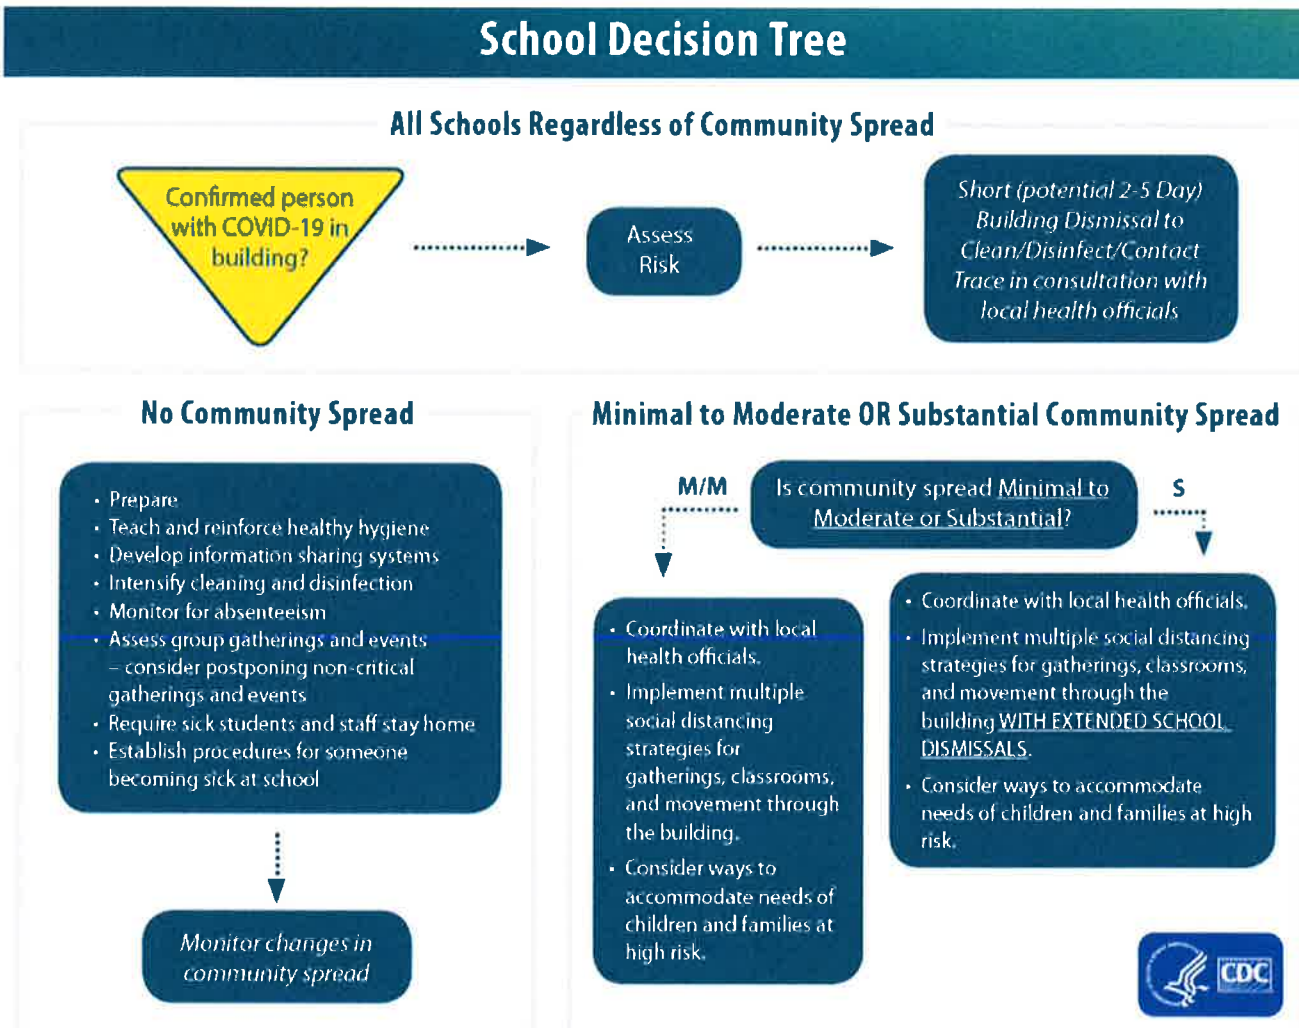 School Decision Tree
All Schools Regardless of Community Spread
Confirmed person
with COVID-19 in
building?
Assess
Risk
Short (potential 2-5 Day)
Building Dismissal to
Clean/Disinfect/Contact
Trace in consultation with
local health officials
No Community Spread
• Prepare
• Teach and reinforce healthy hygiene
• Develop information sharing systems
• Intensify cleaning and disinfection
• Monitor for absenteeism
• Assess group gatherings and events
– consider postponing non-critical
gatherings and events
• Require sick students and staff stay home
• Establish procedures for someone
becoming sick at school
Monitor changes in
community spread
Minimal to Moderate OR Substantial Community Spread
M/M
Is community spread Minimal to
Moderate or Substantial?
S
• Coordinate with local
health officials.
• Implement multiple
social distancing
strategies for
gatherings, classrooms,
and movement through
the building.
• Consider ways to
accommodate needs of
children and families at
high risk.
• Coordinate with local health officials.
• Implement multiple social distancing
strategies for gatherings, classrooms,
and movement through the
building WITH EXTENDED SCHOOL
DISMISSALS.
• Consider ways to accommodate
needs of children and families at high
risk.
CDC